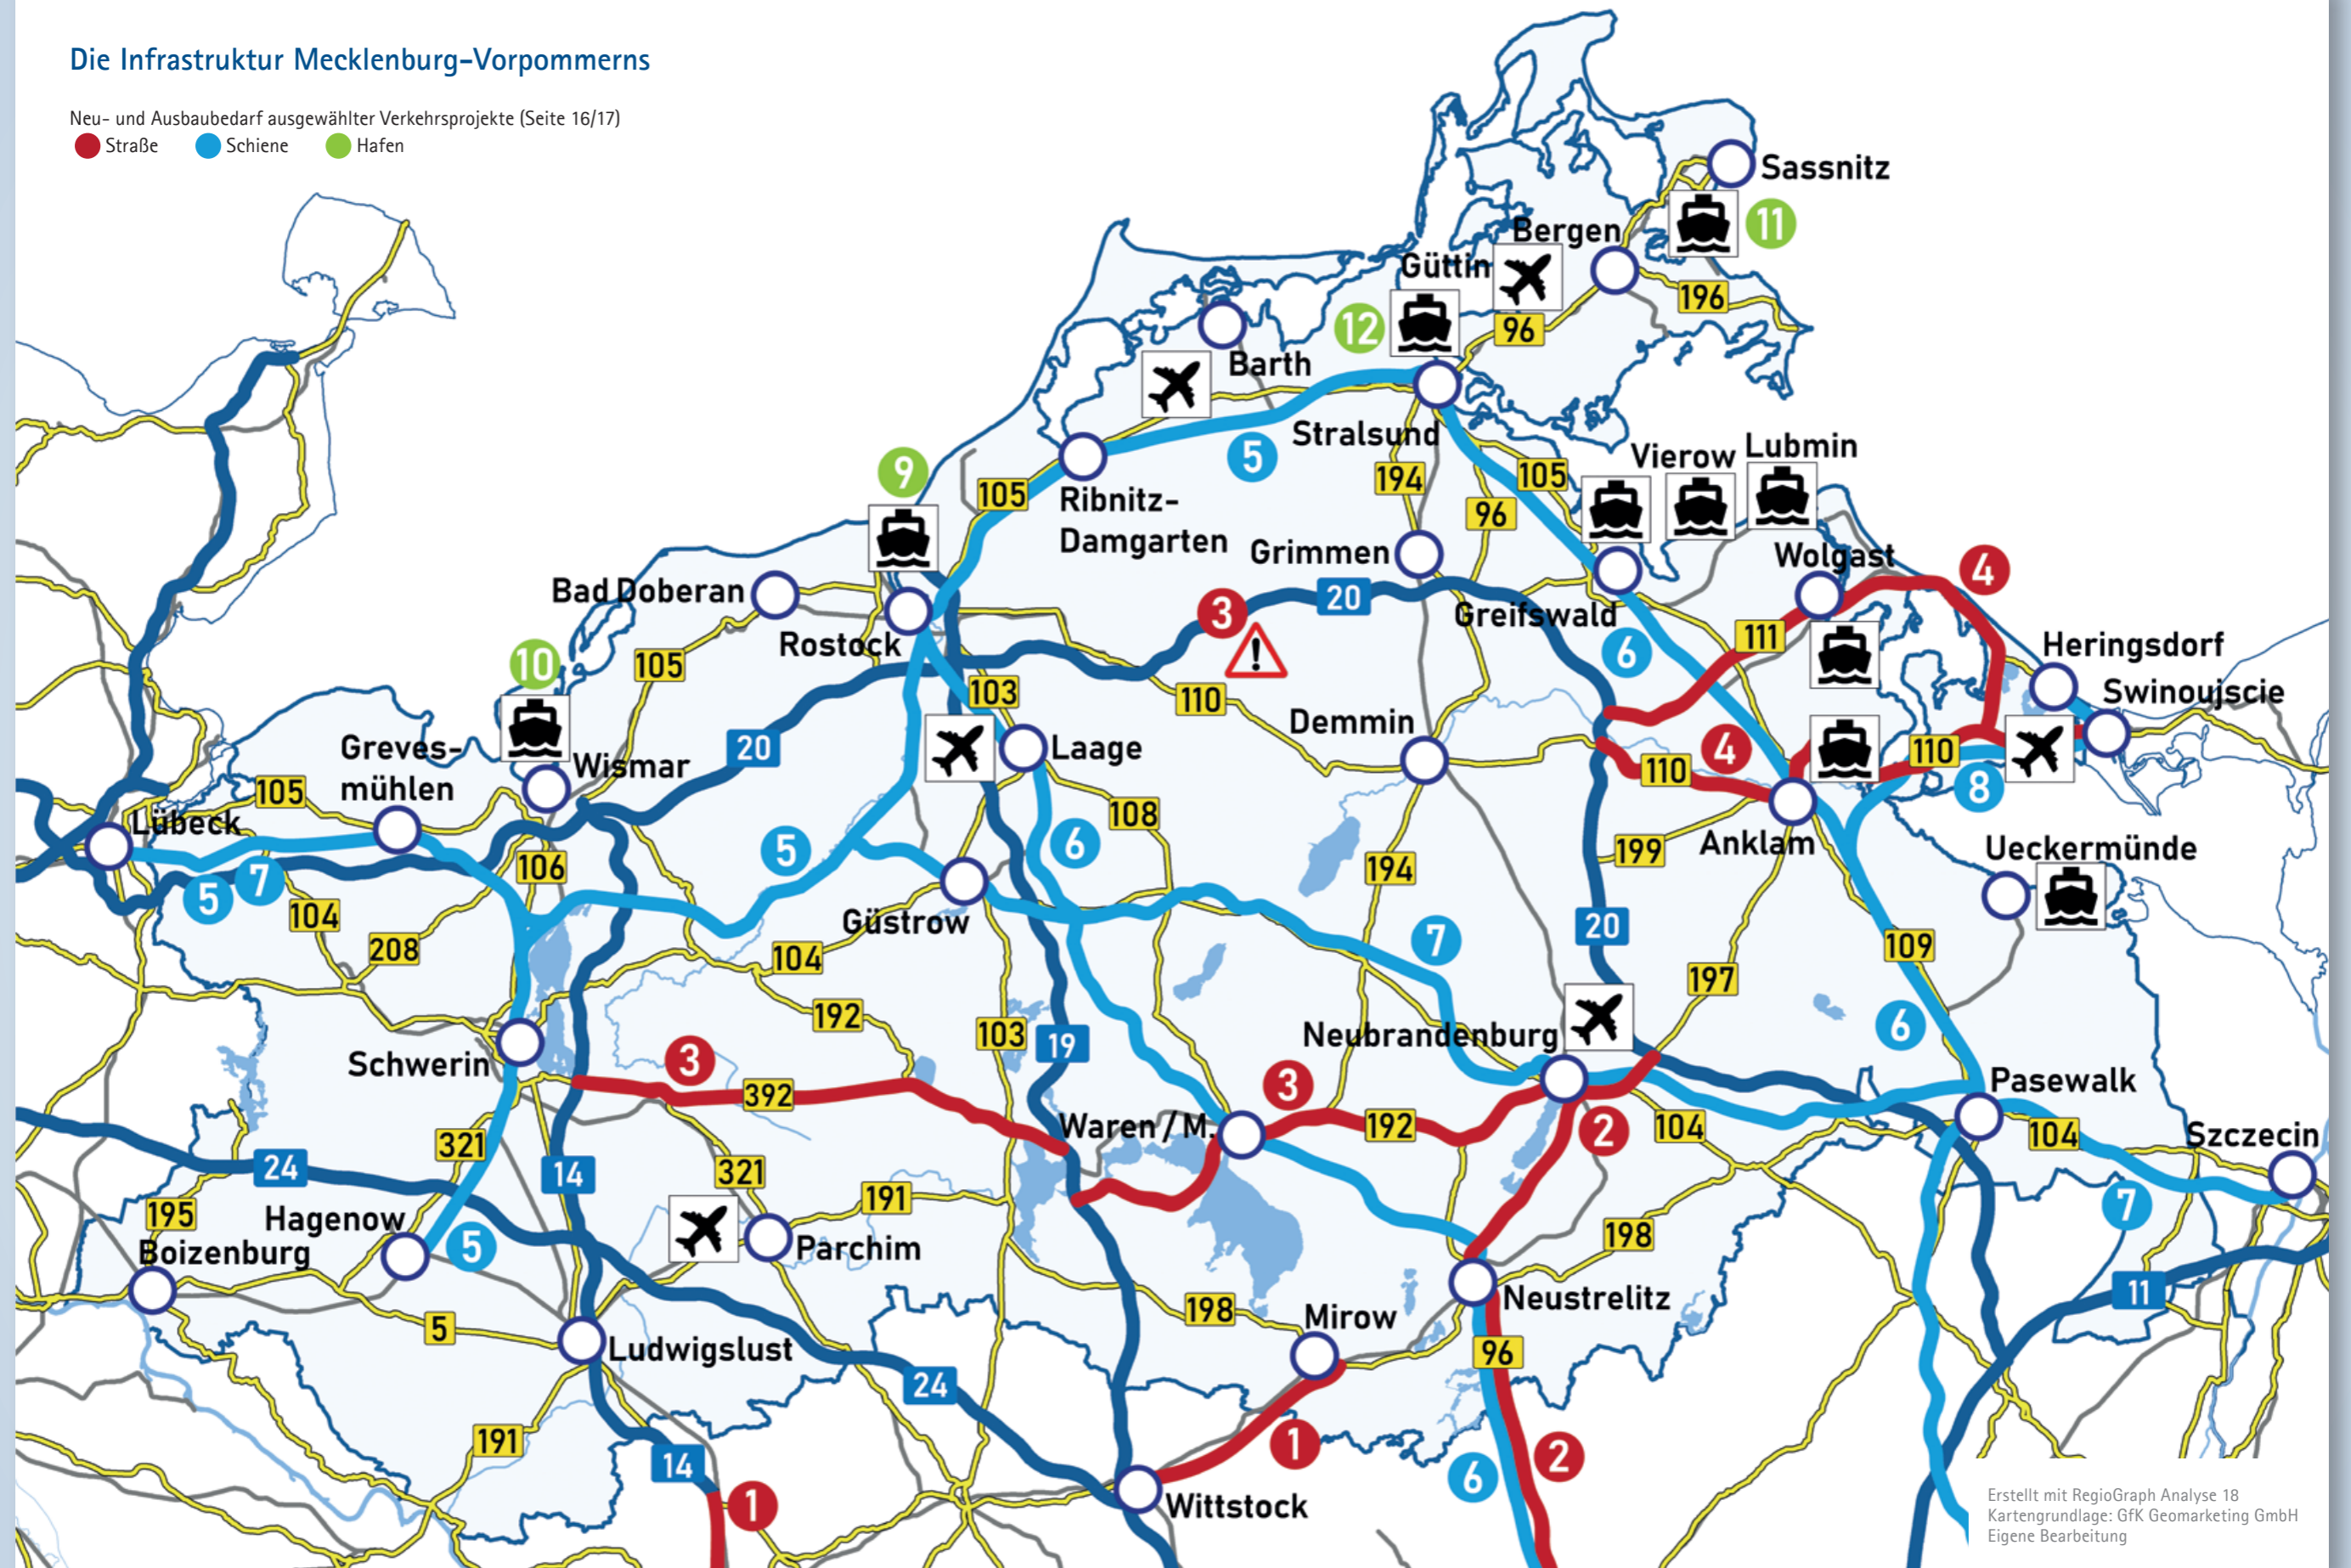 Die Infrastruktur Mecklenburg-Vorpommerns
Neu- und Ausbaubedarf ausgewählter Verkehrsprojekte (Seite 16/17)
Straße
Schiene
Hafen
Sassnitz
11
Bergen
Güttin
196
12
96
Barth
Stralsund
5
9
105
Ribnitz-
Damgarten
194
105
96
Vierow
Lubmin
Grimmen
Wolgast
4
Bad Doberan
3
20
Greifswald
Rostock
111
6
Heringsdorf
10
105
103
110
Swinoujscie
Demmin
Greves-
mühlen
20
Laage
4
110
110
Wismar
8
105
108
Lübeck
Anklam
5
6
199
Ueckermünde
106
194
5
7
104
Güstrow
20
7
109
208
104
197
192
103
19
Neubrandenburg
6
Schwerin
3
392
3
Pasewalk
Waren / M.
192
2
104
104
Szczecin
321
24
14
321
191
195
7
Hagenow
5
Parchim
198
Boizenburg
11
Neustrelitz
198
Mirow
5
Ludwigslust
96
24
191
14
1
2
6
1
Wittstock
Erstellt mit RegioGraph Analyse 18
Kartengrundlage: GfK Geomarketing GmbH
Eigene Bearbeitung